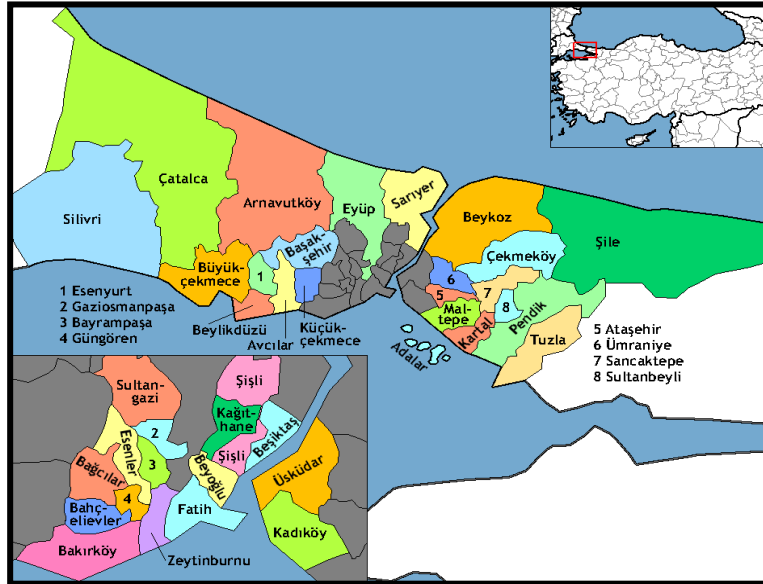 Çatalca
Silivri
Arnavutköy
Eyüp
Sarıyer
Başak-
şehir
Büyük-
çekmece
1
Beylikdüzü
Avcılar
Küçük-
çekmece
Beykoz
Şile
Çekmeköy
6
5
7
8
Mal-
tepe
Kartal
Pendik
Tuzla
Adalar
1 Esenyurt
2 Gaziosmanpaşa
3 Bayrampaşa
4 Güngören
5 Ataşehir
6 Ümraniye
7 Sancaktepe
8 Sultanbeyli
Sultan-
gazi
Şişli
Kağıt-
hane
Beşiktaş
Şişli
2
Esenler
3
Beyoğlu
Üsküdar
Bağcılar
4
Bahç-
elievler
Fatih
Kadıköy
Bakırköy
Zeytinburnu